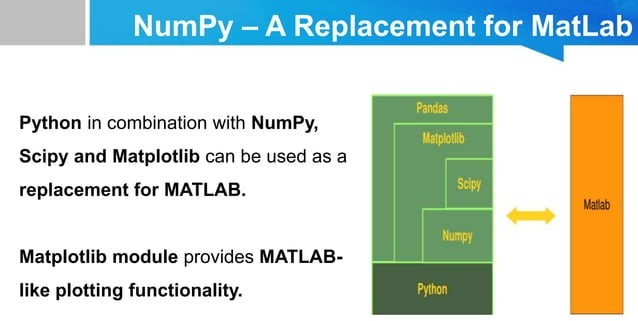 NumPy – A Replacement for MatLab
Python in combination with NumPy,
Scipy and Matplotlib can be used as a
replacement for MATLAB.
Matplotlib module provides MATLAB-
like plotting functionality.
Pandas
Matplotlib
Scipy
Numpy
Python
Matlab